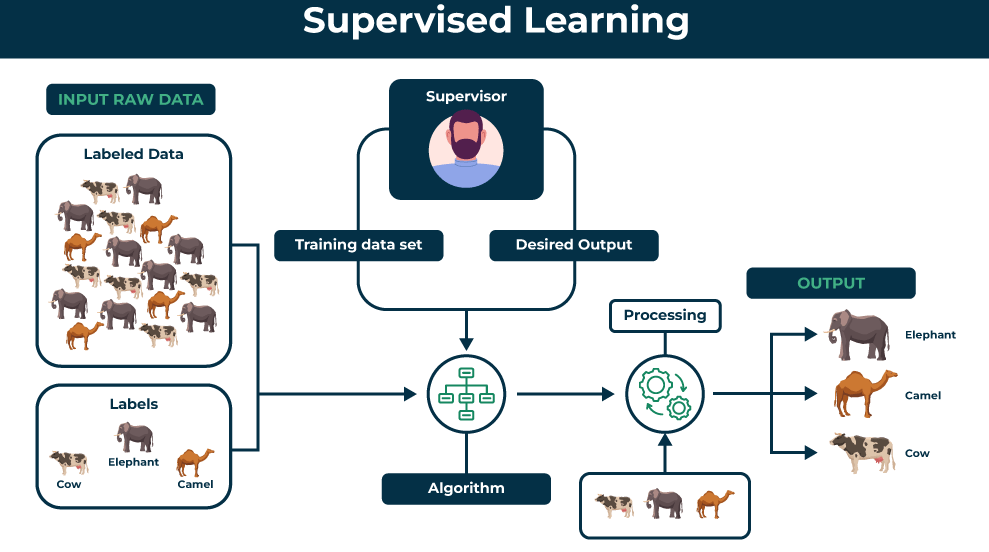 Supervised Learning
INPUT RAW DATA
Labeled Data
Supervisor
Training data set
Desired Output
Processing
OUTPUT
Elephant
Camel
Cow
Labels
Elephant
Cow
Camel
Algorithm